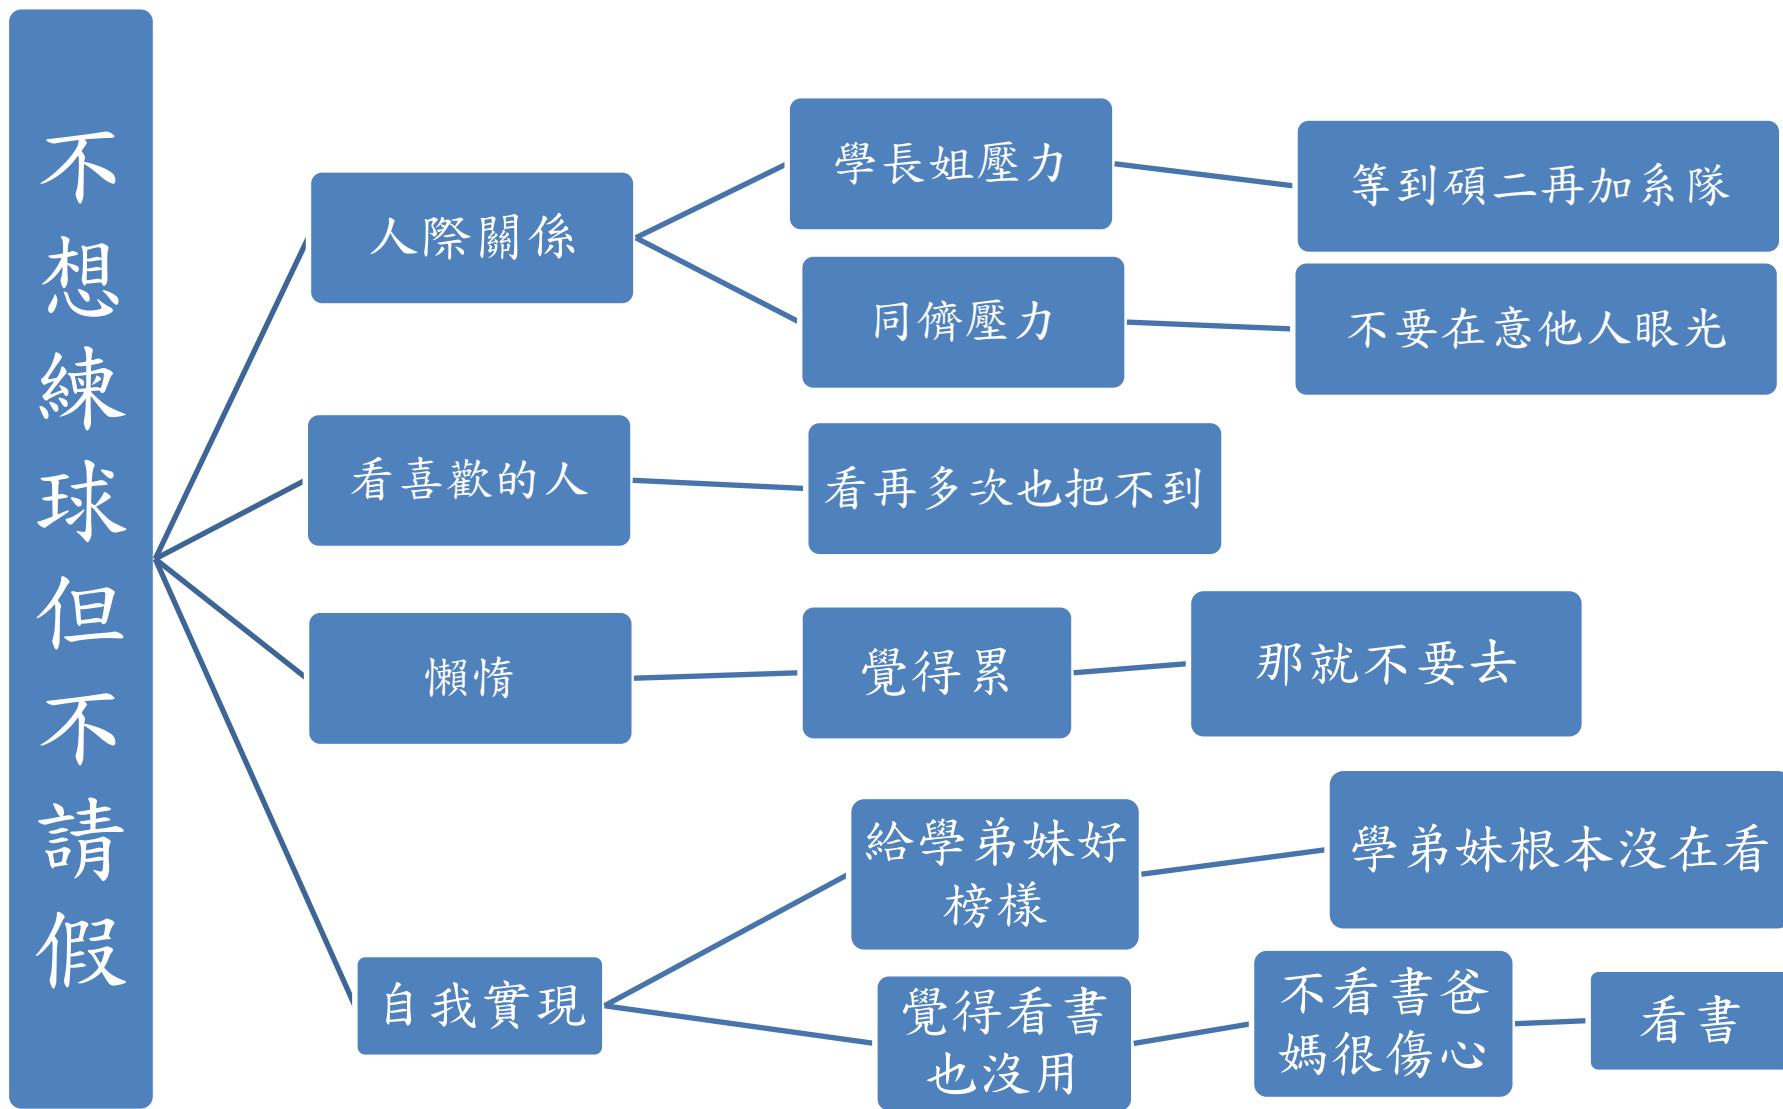 不想練球但不請假
人際關係
學長姐壓力
等到碩二再加系隊
同儕壓力
不要在意他人眼光
看喜歡的人
看再多次也把不到
懶惰
覺得累
那就不要去
自我實現
給學弟妹好
榜樣
學弟妹根本沒在看
覺得看書
也沒用
不看書爸
媽很傷心
看書